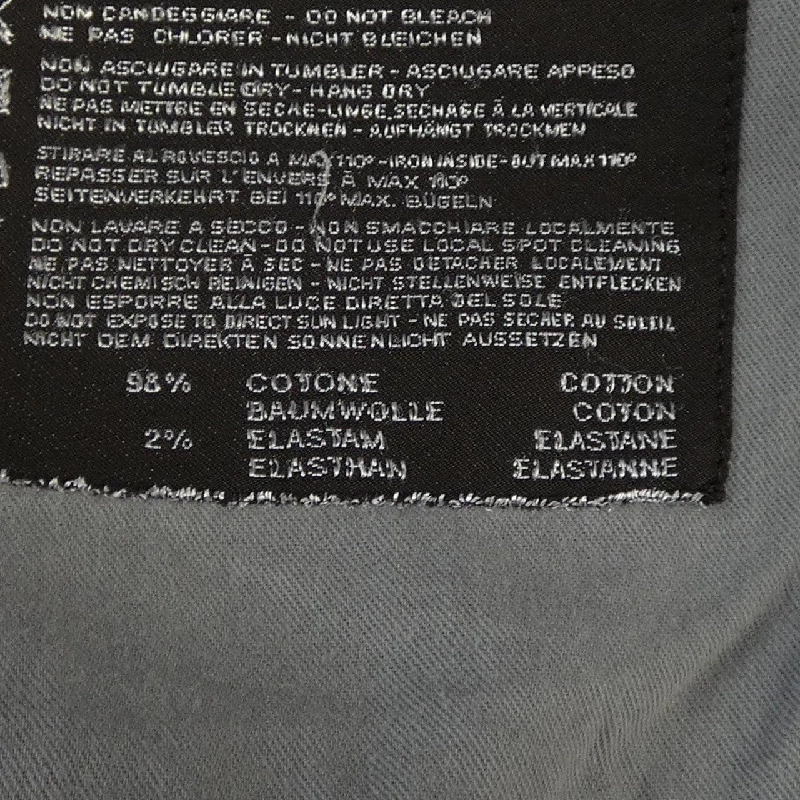 NON CANDEGGIARE - DO NOT BLEACH
NE PAS CHLORER - NICHT BLEICHEN
NON ASCIUGARE IN TUMBLER - ASCIUGARE APPESO
DO NOT TUMBLE DRY - HANG DRY
NE PAS METTRE EN SECHE-LINGE, SECHAGE À LA VERTICALE
NICHT IN TUMBLER TROCKNEN - AUFHÄNGT TROCKNEN
STIRARE AL ROVESCIO A MAX 110° - IRON INSIDE-OUT MAX 110°
REPASSER SUR L'ENVERS À MAX 110°
SEITENVERKEHRT BEI 110° MAX. BÜGELN
NON LAVARE A SECCO - NON SMACCHIARE LOCALMENTE
DO NOT DRY CLEAN - DO NOT USE LOCAL SPOT CLEANING
NE PAS NETTOYER À SEC - NE PAS DETACHER LOCALEMENT
NICHT CHEMISCH REINIGEN - NICHT STELLENWEISE ENTFLECKEN
NON ESPORRE ALLA LUCE DIRETTA DEL SOLE
DO NOT EXPOSE TO DIRECT SUN LIGHT - NE PAS SECHER AU SOLEIL
NICHT DEM DIREKTEN SONNENLICHT AUSSETZEN
98% COTONE COTTON
BAUMWOLLE COTON
2% ELASTAM ELASTANE
ELASTHAN ELASTANNE